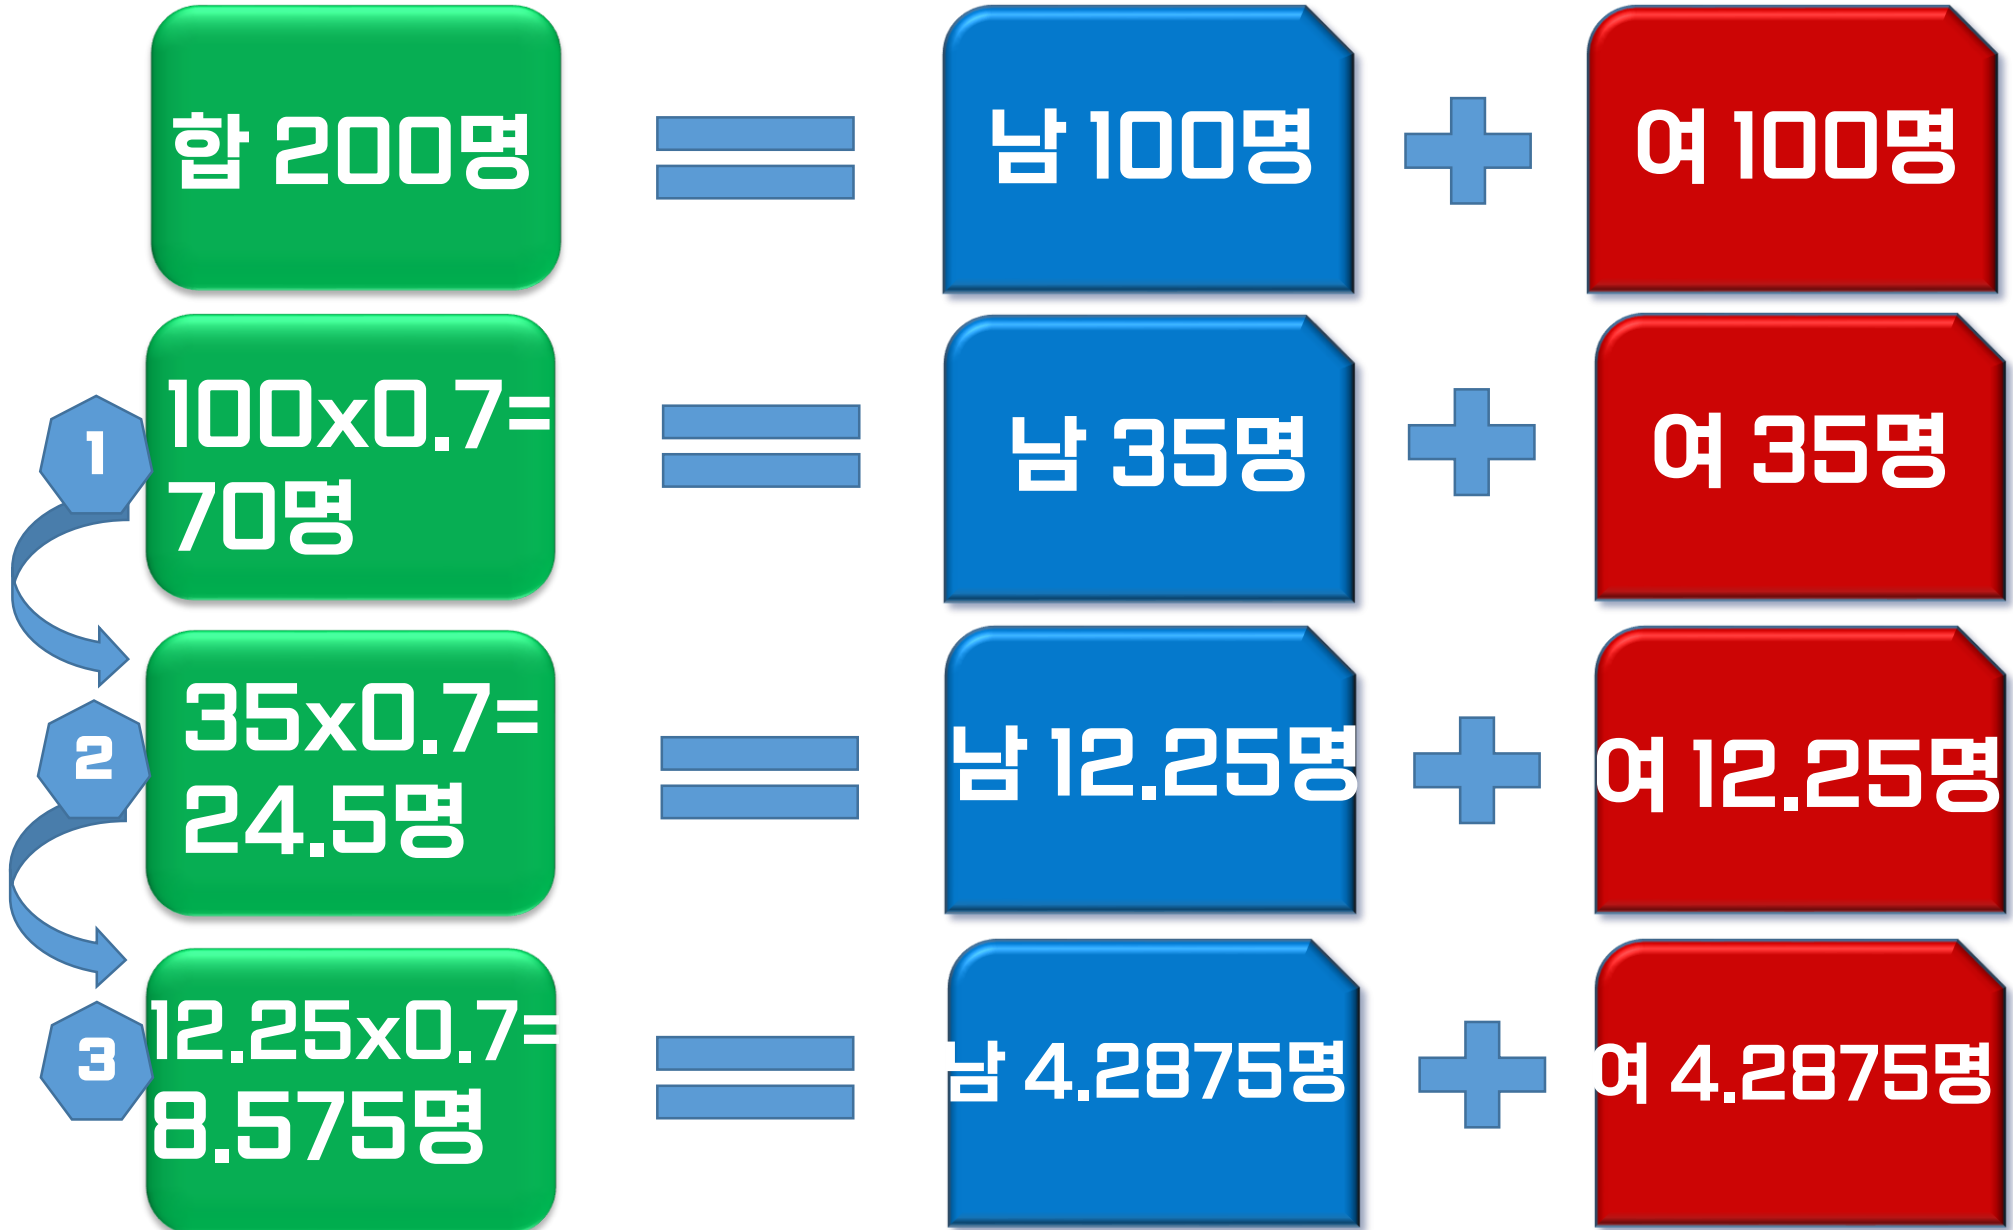 합 200명
남 100명
여 100명
1
100x0.7=
70명
남 35명
여 35명
2
35x0.7=
24.5명
남 12.25명
여 12.25명
3
12.25x0.7=
8.575명
남 4.2875명
여 4.2875명